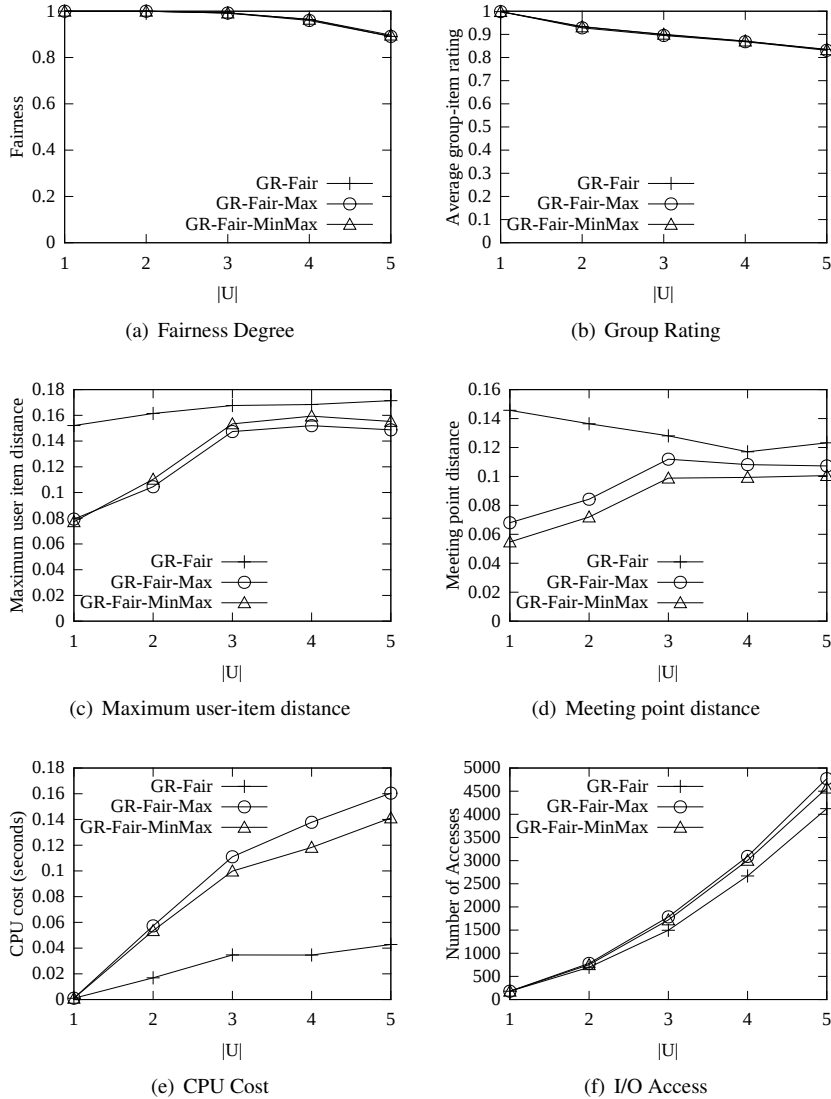 1
0.8
0.6
0.4
0.2
0
1 2 3 4 5
Fairness
|U|
GR-Fair
GR-Fair-Max
GR-Fair-MinMax
(a) Fairness Degree
1
0.9
0.8
0.7
0.6
0.5
0.4
0.3
0.2
0.1
0
1 2 3 4 5
Average group-item rating
|U|
GR-Fair
GR-Fair-Max
GR-Fair-MinMax
(b) Group Rating
0.18
0.16
0.14
0.12
0.1
0.08
0.06
0.04
0.02
0
1 2 3 4 5
Maximum user item distance
|U|
GR-Fair
GR-Fair-Max
GR-Fair-MinMax
(c) Maximum user-item distance
0.16
0.14
0.12
0.1
0.08
0.06
0.04
0.02
0
1 2 3 4 5
Meeting point distance
|U|
GR-Fair
GR-Fair-Max
GR-Fair-MinMax
(d) Meeting point distance
0.18
0.16
0.14
0.12
0.1
0.08
0.06
0.04
0.02
0
1 2 3 4 5
CPU cost (seconds)
|U|
GR-Fair
GR-Fair-Max
GR-Fair-MinMax
(e) CPU Cost
5000
4500
4000
3500
3000
2500
2000
1500
1000
500
0
1 2 3 4 5
Number of Accesses
|U|
GR-Fair
GR-Fair-Max
GR-Fair-MinMax
(f) I/O Access